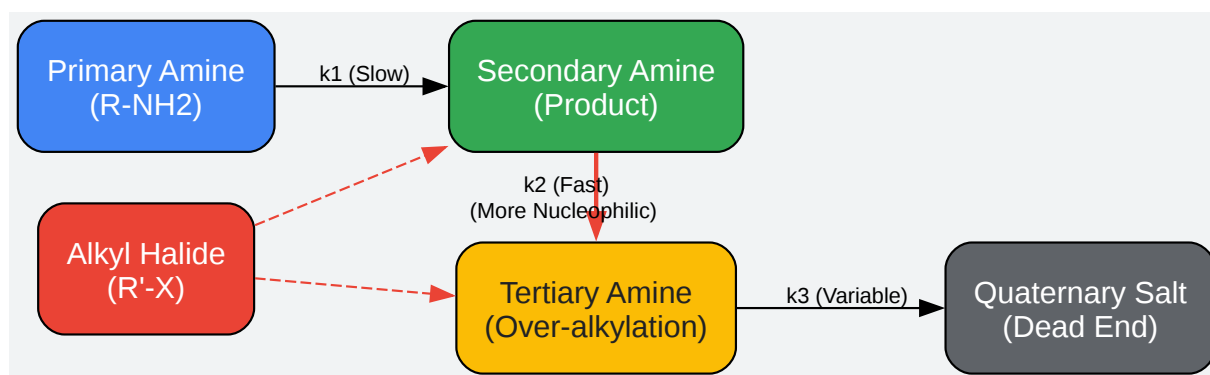 Primary Amine
(R-NH2)
k1 (Slow)
Secondary Amine
(Product)
k2 (Fast)
(More Nucleophilic)
Alkyl Halide
(R'-X)
Tertiary Amine
(Over-alkylation)
k3 (Variable)
Quaternary Salt
(Dead End)